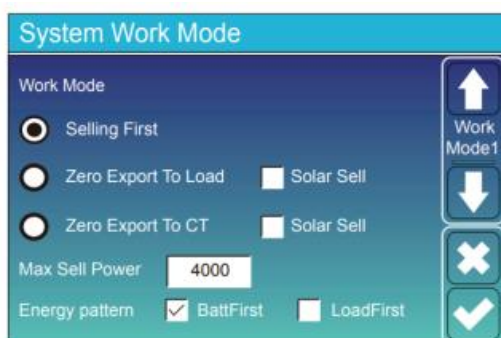 System Work Mode
Work Mode
Selling First
Work
Mode1
Zero Export To Load Solar Sell
Zero Export To CT Solar Sell
Max Sell Power 4000
Energy pattern BattFirst LoadFirst